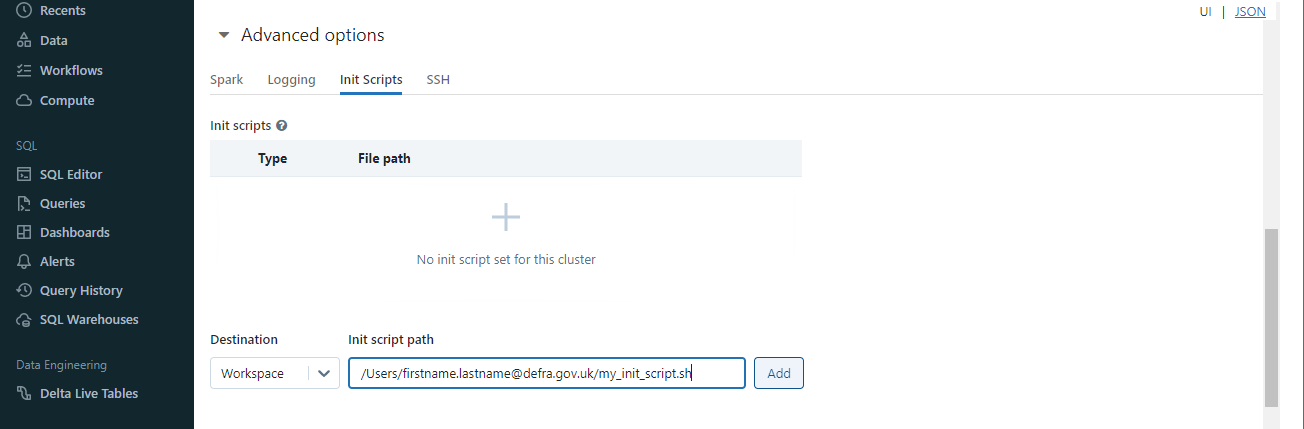 Recents
Data
Workflows
Compute
SQL
SQL Editor
Queries
Dashboards
Alerts
Query History
SQL Warehouses
Data Engineering
Delta Live Tables
UI | JSON
Advanced options
Spark Logging Init Scripts SSH
Init scripts ?
Type File path
No init script set for this cluster
Destination Init script path
Workspace /Users/firstname.lastname@defra.gov.uk/my_init_script.sh Add